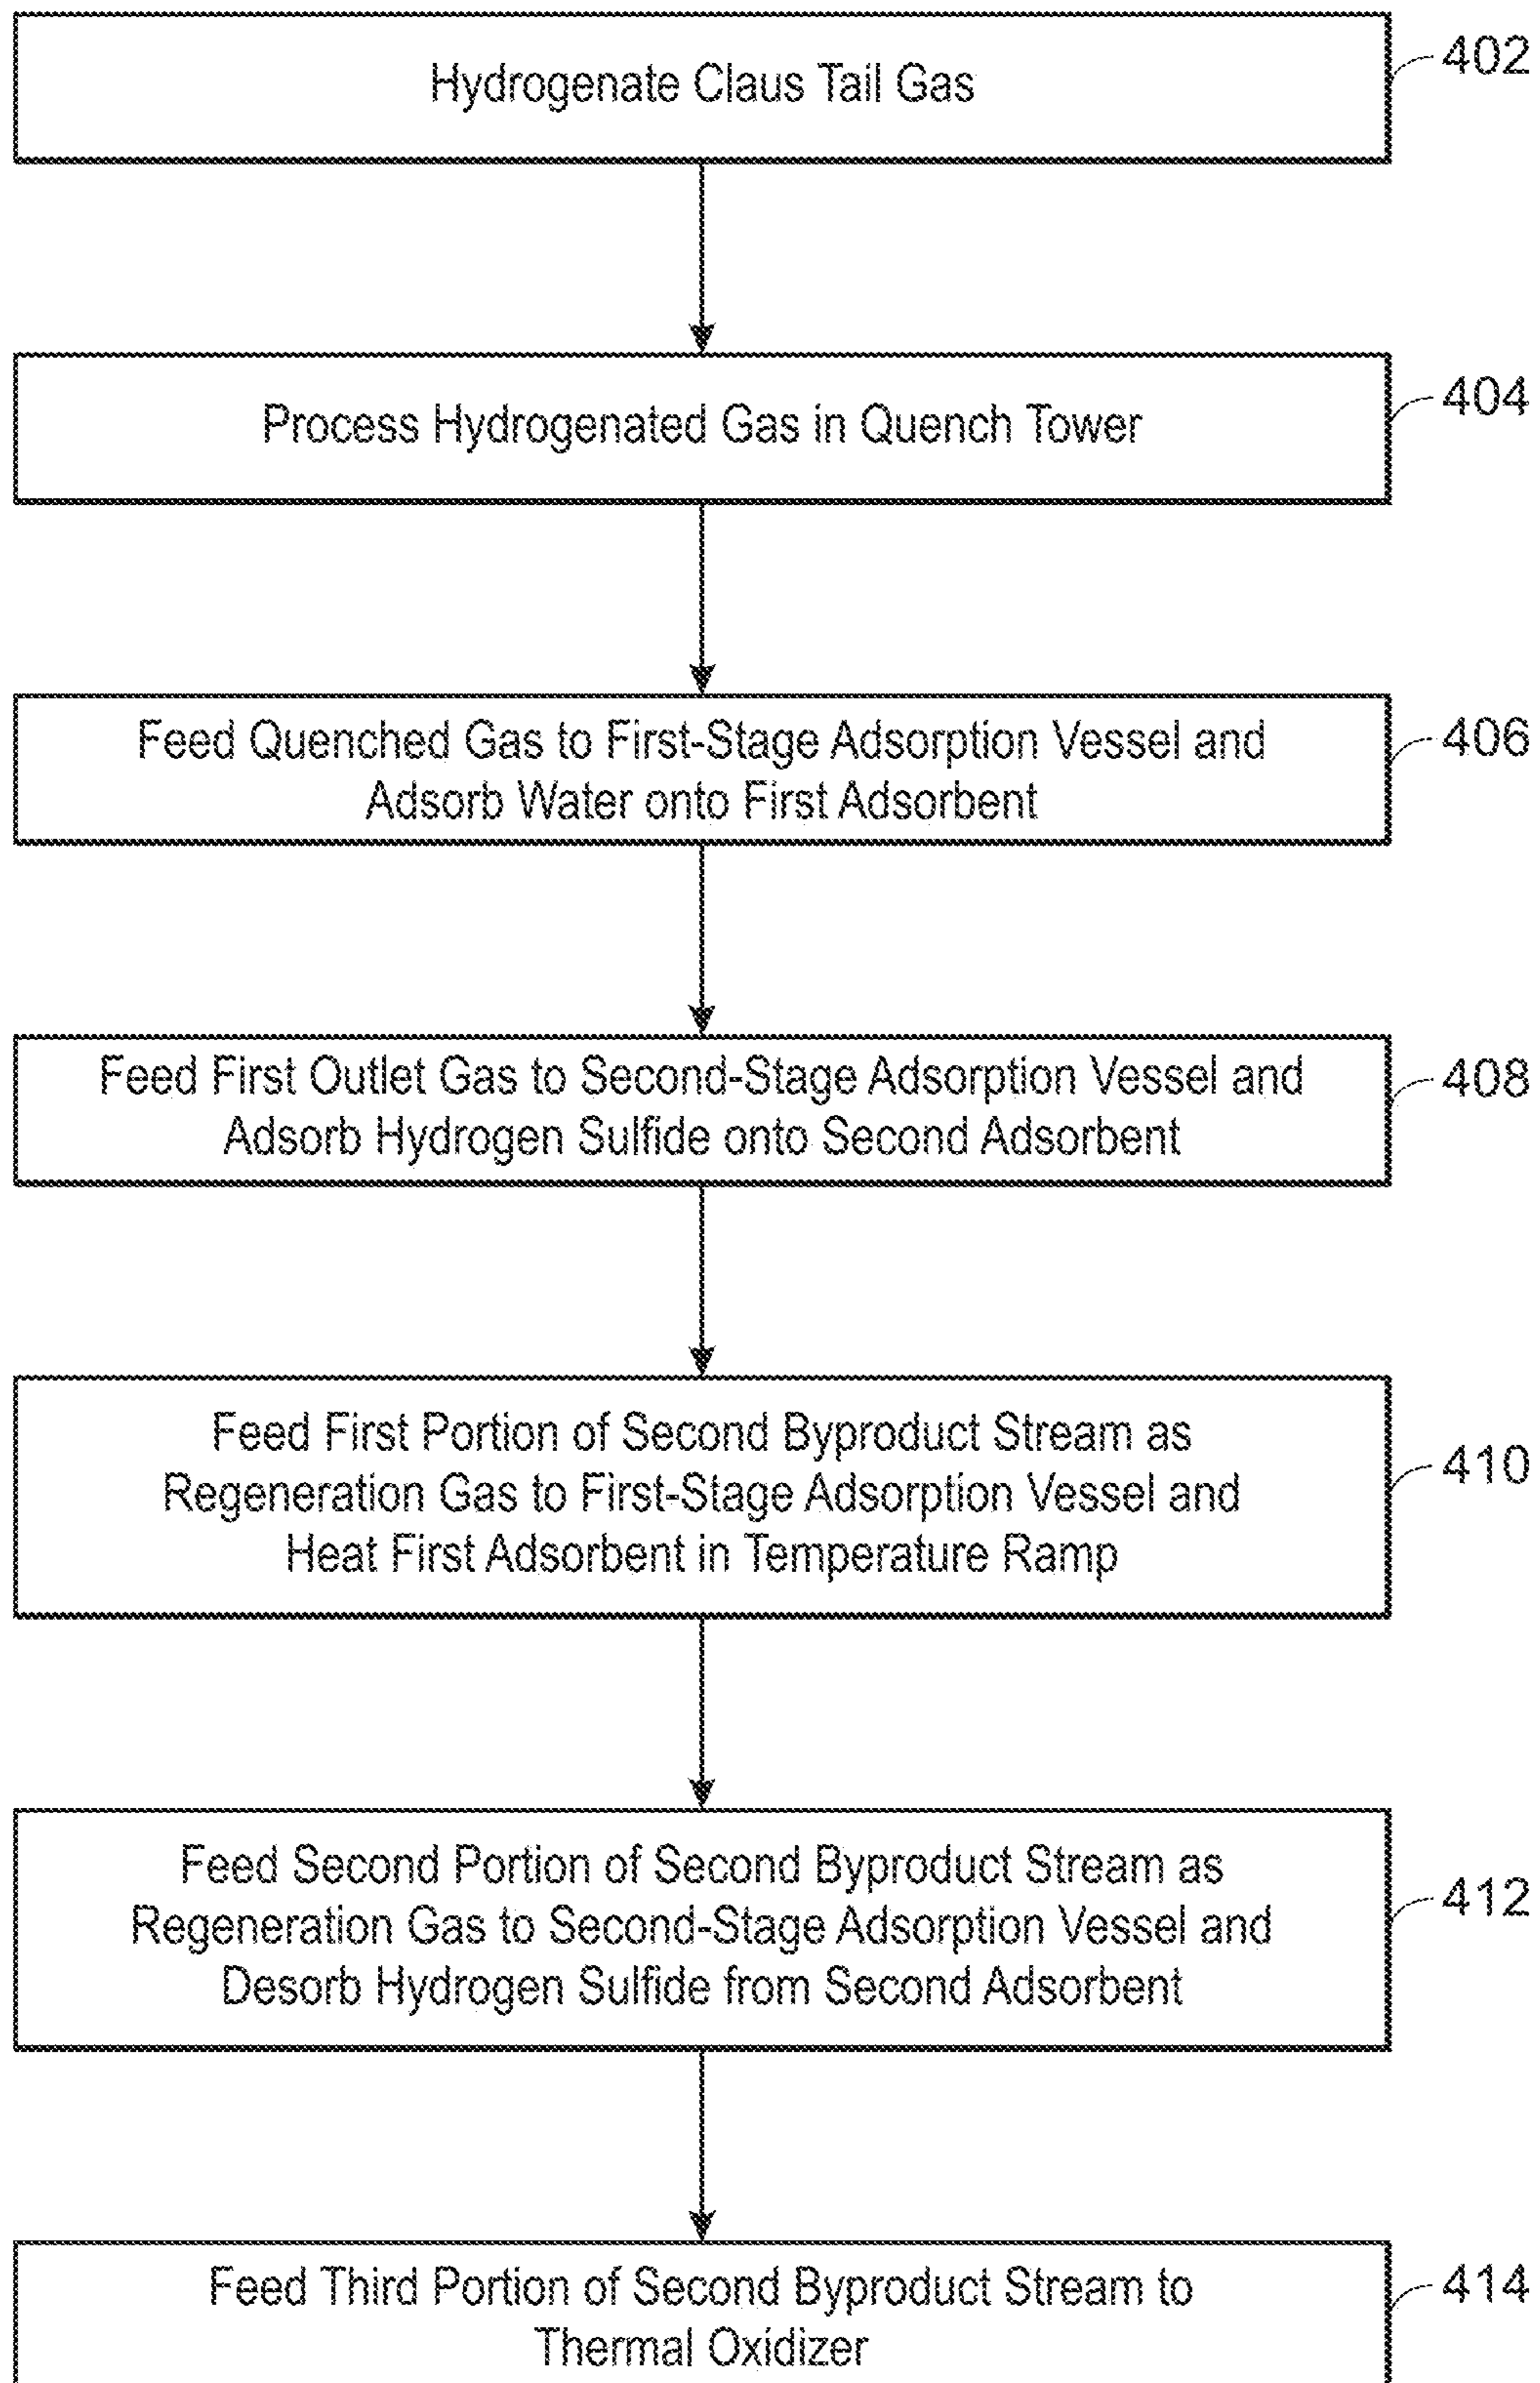 Hydrogenate Claus Tail Gas
402
Process Hydrogenated Gas in Quench Tower
404
Feed Quenched Gas to First-Stage Adsorption Vessel and
Adsorb Water onto First Adsorbent
406
Feed First Outlet Gas to Second-Stage Adsorption Vessel and
Adsorb Hydrogen Sulfide onto Second Adsorbent
408
Feed First Portion of Second Byproduct Stream as
Regeneration Gas to First-Stage Adsorption Vessel and
Heat First Adsorbent in Temperature Ramp
410
Feed Second Portion of Second Byproduct Stream as
Regeneration Gas to Second-Stage Adsorption Vessel and
Desorb Hydrogen Sulfide from Second Adsorbent
412
Feed Third Portion of Second Byproduct Stream to
Thermal Oxidizer
414